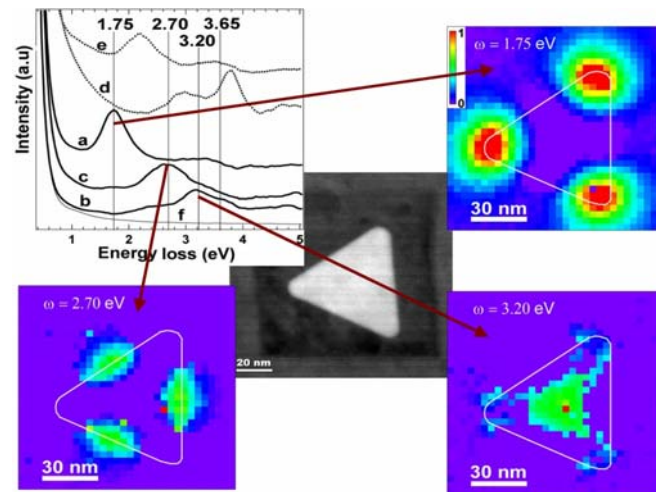 1.75 2.70 3.65
3.20
Intensity (a.u)
e
d
a
c
b
f
1 2 3 4 5
Energy loss (eV)
1
0
ω = 1.75 eV
30 nm
20 nm
ω = 2.70 eV
30 nm
ω = 3.20 eV
30 nm